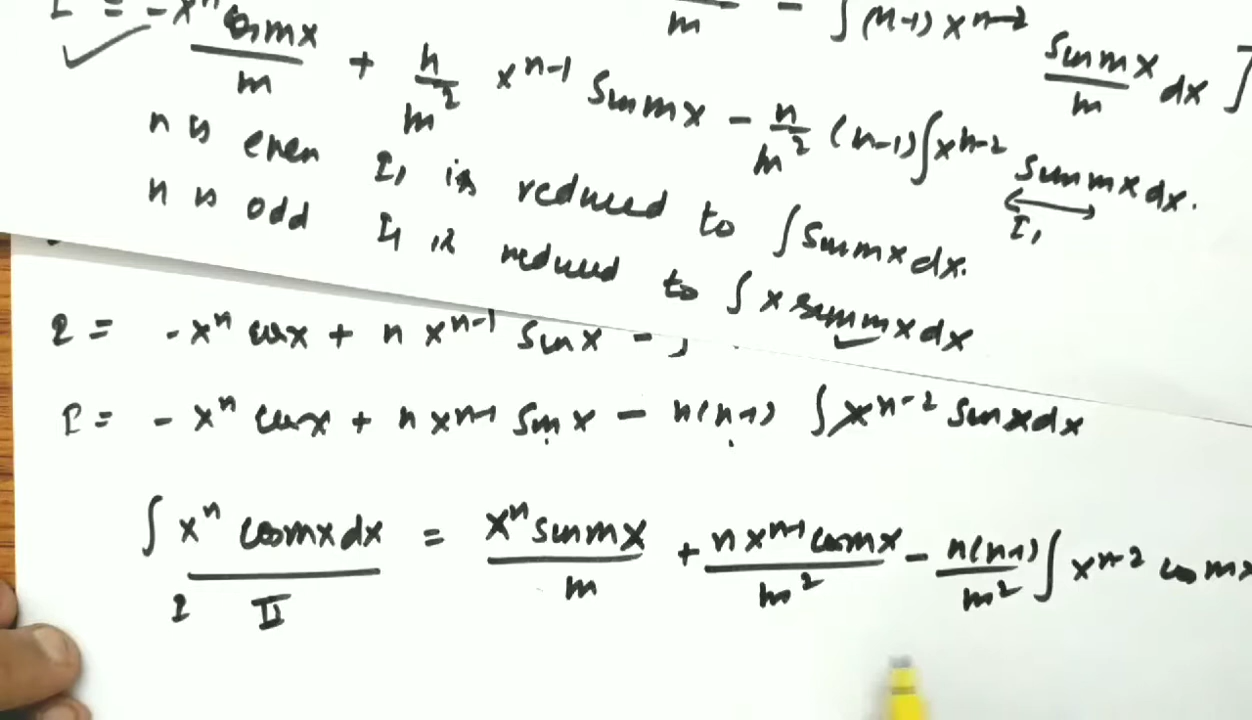 I = -xⁿ cosmx / m + n/m² xⁿ⁻¹ sinmx - n/m² (n-1) ∫xⁿ⁻² sinmx dx.
m - ∫(n-1) xⁿ⁻² sinmx/m dx ]
I₁
n is even I₁ is reduced to ∫ sinmx dx.
n is odd I₁ is reduced to ∫ x sinmx dx
I = -xⁿ cosx + n xⁿ⁻¹ sinx -
I = -xⁿ cosx + n xⁿ⁻¹ sinx - n(n-1) ∫xⁿ⁻² sinx dx
∫ xⁿ cosmx dx = xⁿ sinmx / m + n xⁿ⁻¹ cosmx / m² - n(n-1)/m² ∫ xⁿ⁻² cosmx
I II